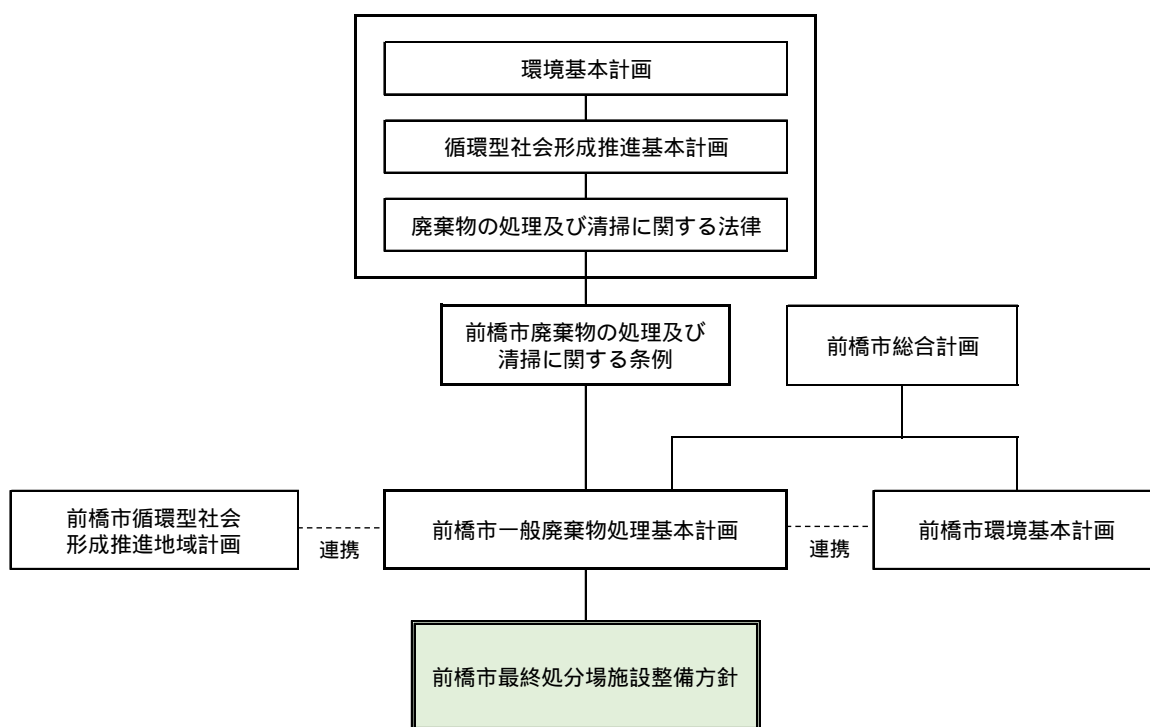 環境基本計画
循環型社会形成推進基本計画
廃棄物の処理及び清掃に関する法律
前橋市廃棄物の処理及び
清掃に関する条例
前橋市総合計画
前橋市循環型社会
形成推進地域計画
連携
前橋市一般廃棄物処理基本計画
連携
前橋市環境基本計画
前橋市最終処分場施設整備方針